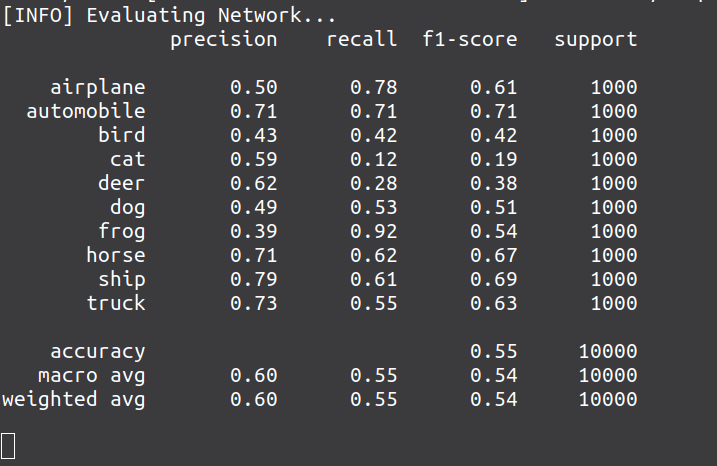 [INFO] Evaluating Network...
precision recall f1-score support
airplane 0.50 0.78 0.61 1000
automobile 0.71 0.71 0.71 1000
bird 0.43 0.42 0.42 1000
cat 0.59 0.12 0.19 1000
deer 0.62 0.28 0.38 1000
dog 0.49 0.53 0.51 1000
frog 0.39 0.92 0.54 1000
horse 0.71 0.62 0.67 1000
ship 0.79 0.61 0.69 1000
truck 0.73 0.55 0.63 1000
accuracy 0.55 10000
macro avg 0.60 0.55 0.54 10000
weighted avg 0.60 0.55 0.54 10000